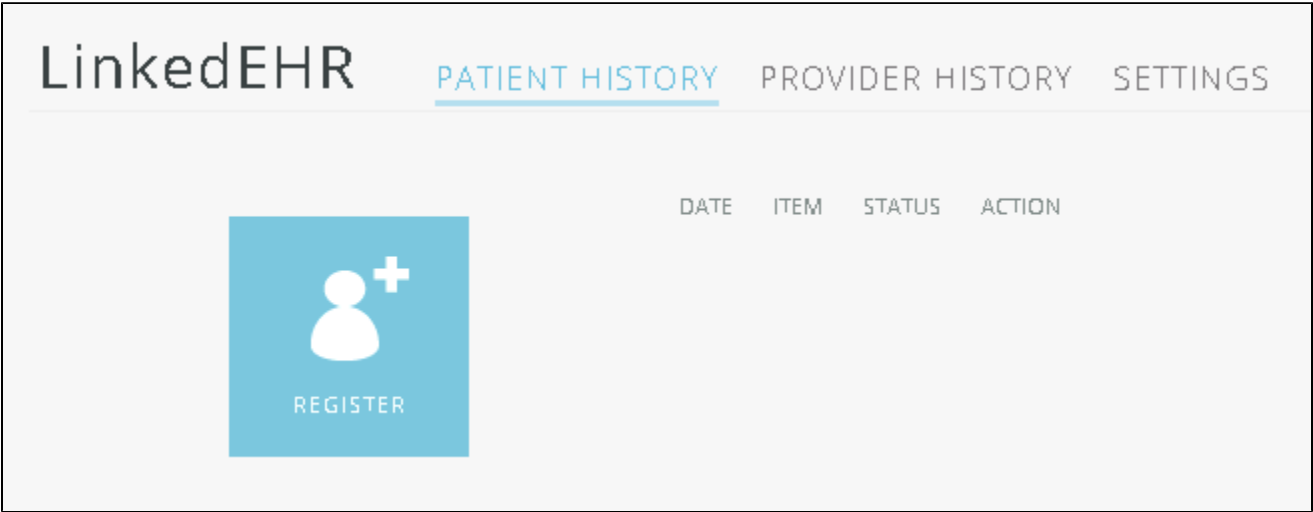 LinkedEHR PATIENT HISTORY PROVIDER HISTORY SETTINGS
DATE ITEM STATUS ACTION
REGISTER